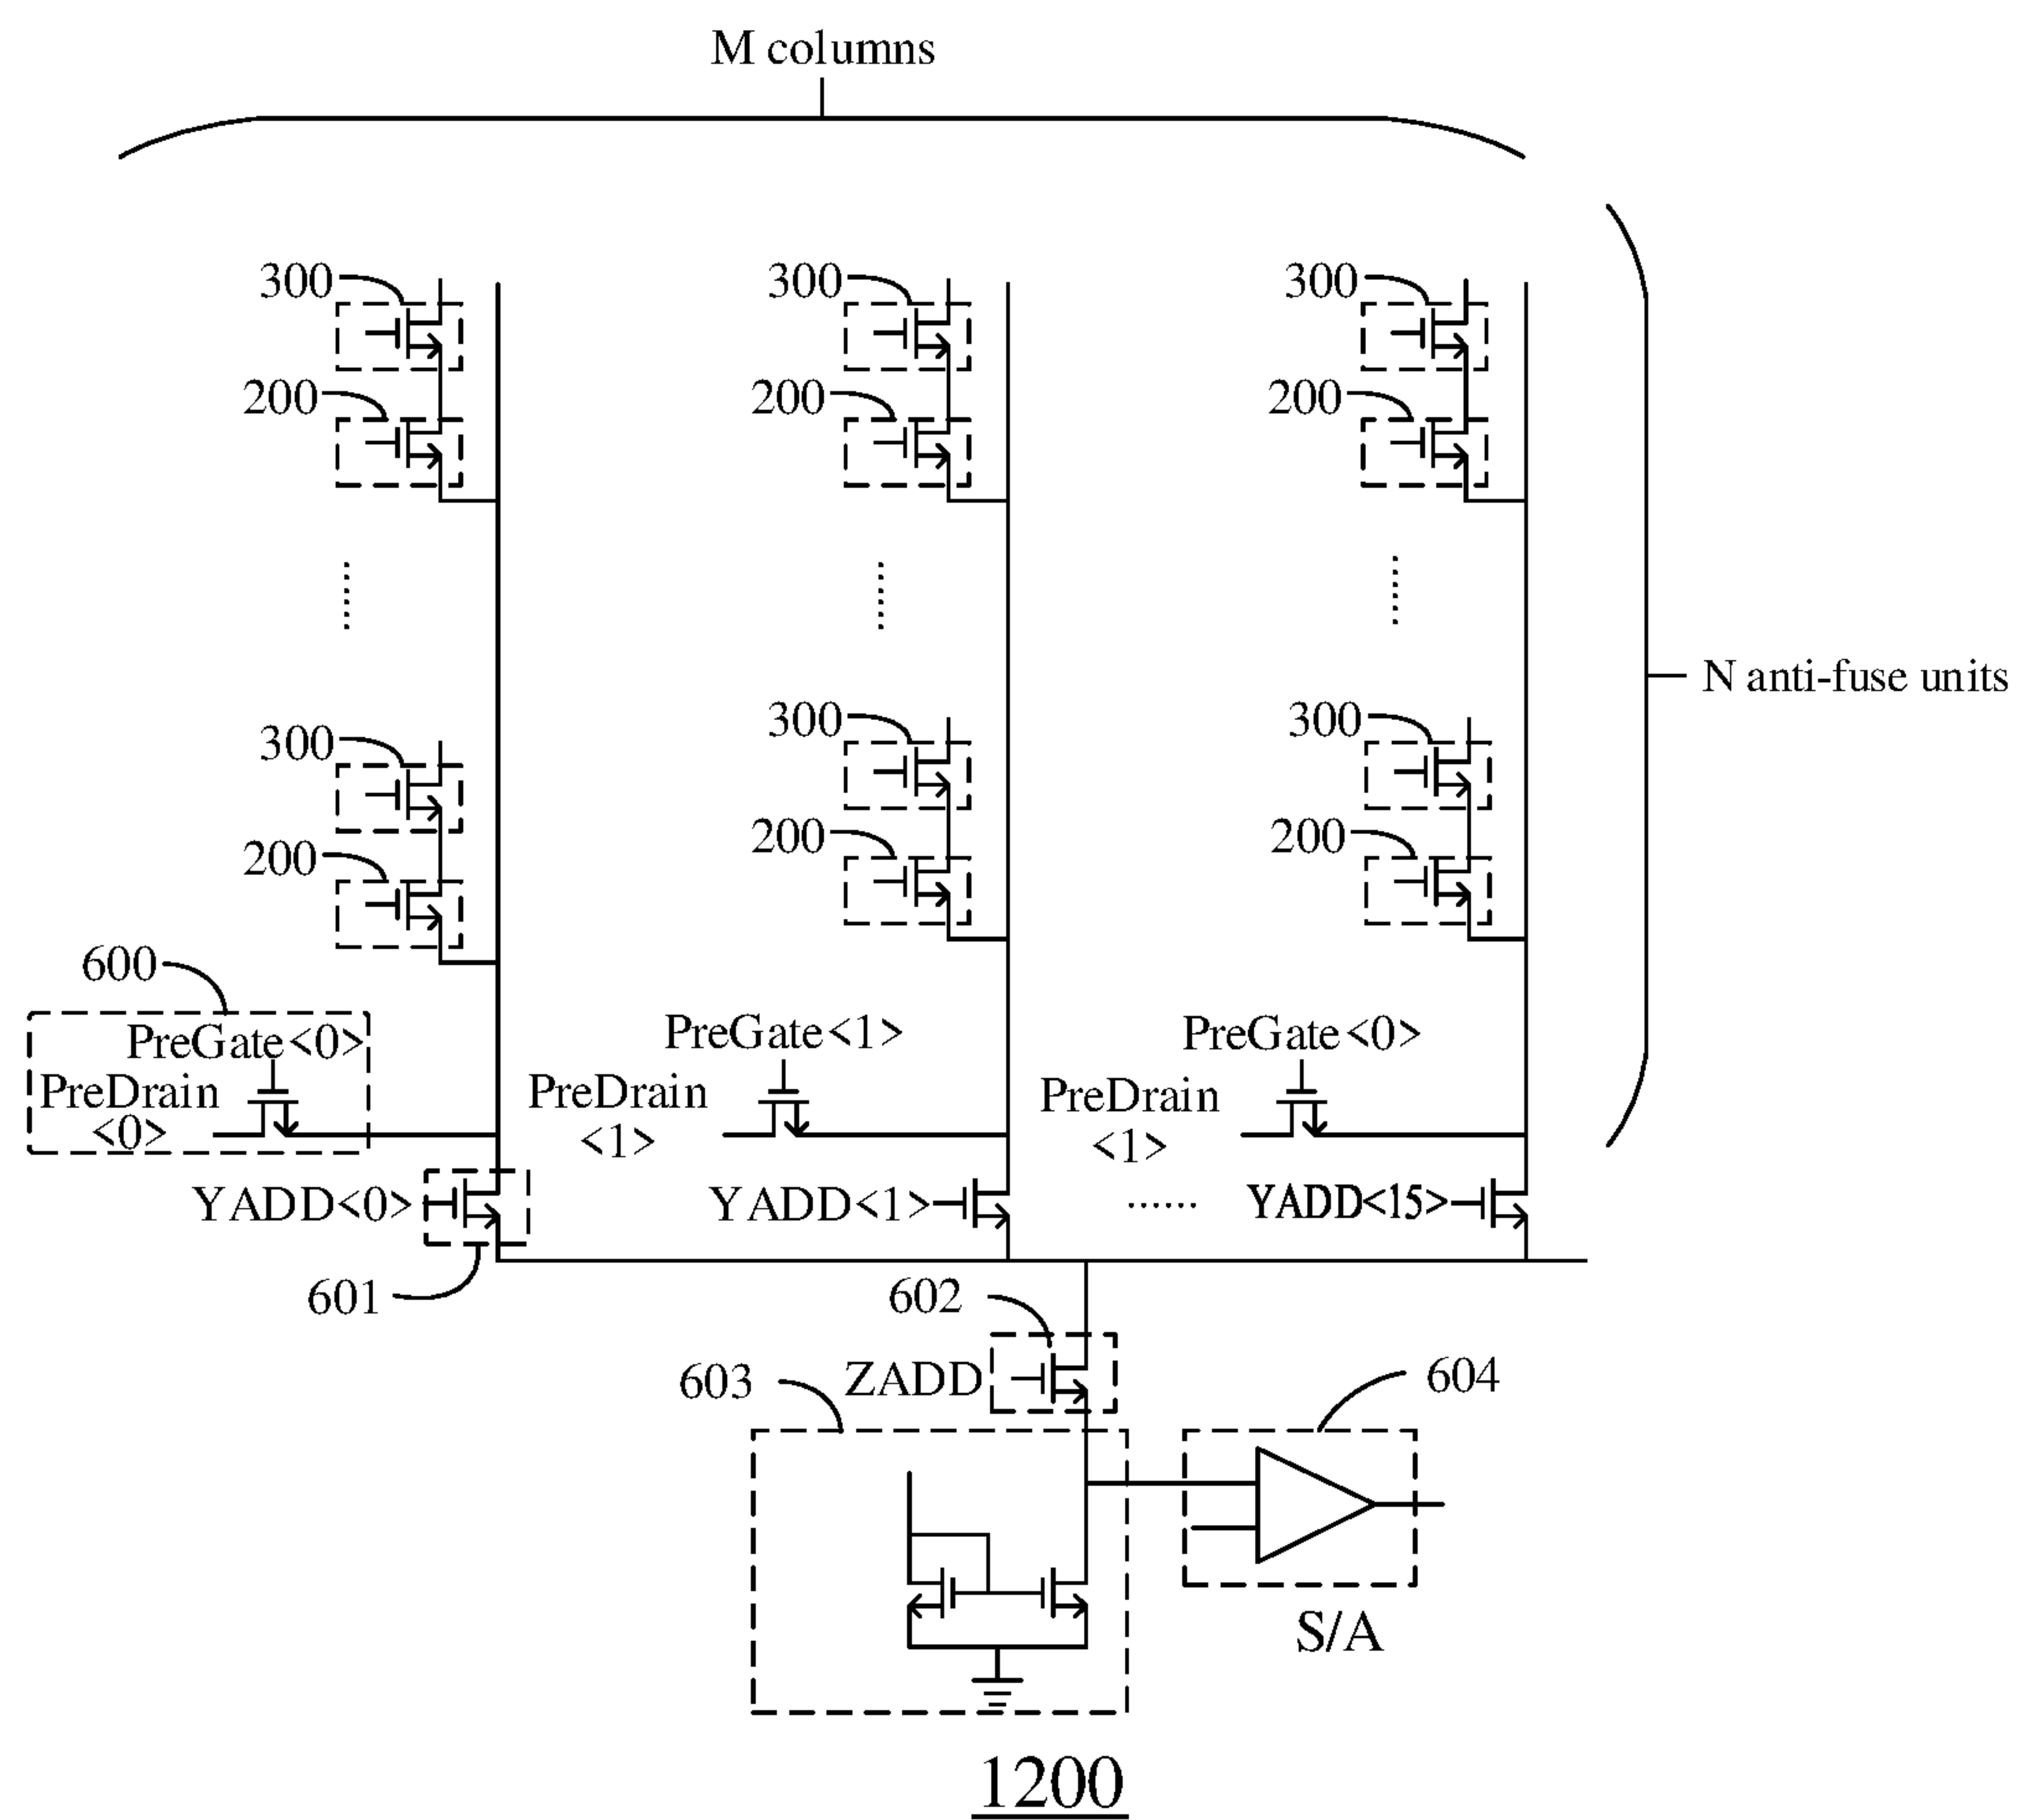 M columns
300
300
300
200
200
200
N anti-fuse units
300
300
300
200
200
200
600
PreGate<0>
PreDrain
<0>
PreGate<1>
PreDrain
<1>
PreGate<0>
PreDrain
<1>
YADD<0>
YADD<1>
......
YADD<15>
601
602
603
ZADD
604
S/A
1200